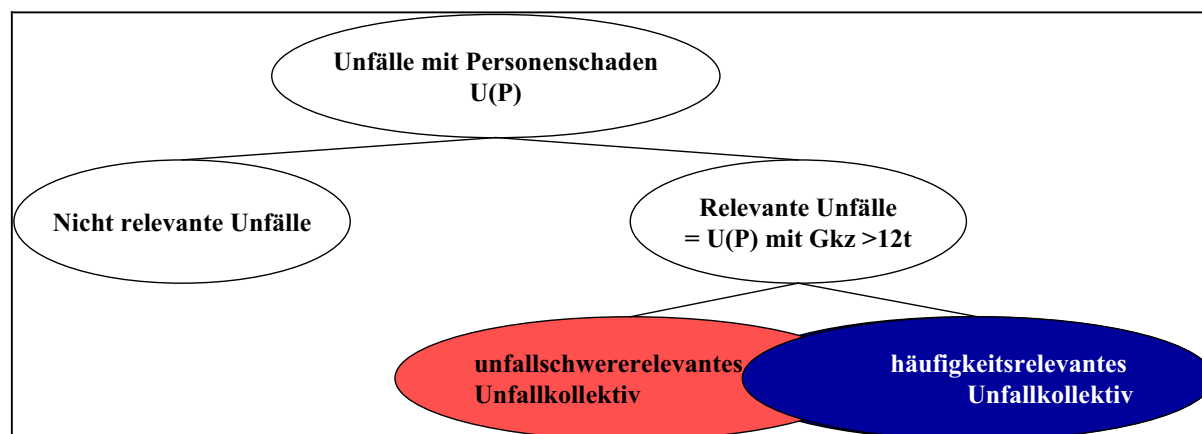 Unfälle mit Personenschaden
U(P)
Nicht relevante Unfälle
Relevante Unfälle
= U(P) mit Gkz >12t
unfallschwererelevantes
Unfallkollektiv
häufigkeitsrelevantes
Unfallkollektiv